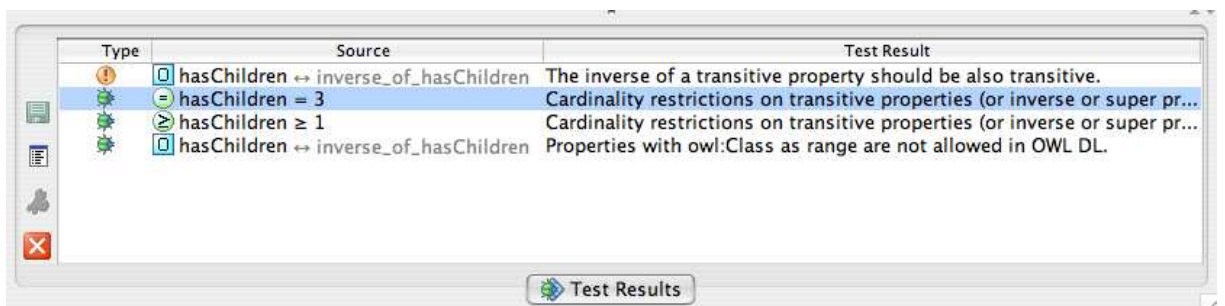 Type Source Test Result
hasChildren ↔ inverse_of_hasChildren The inverse of a transitive property should be also transitive.
= hasChildren = 3 Cardinality restrictions on transitive properties (or inverse or super pr...
≥ hasChildren ≥ 1 Cardinality restrictions on transitive properties (or inverse or super pr...
hasChildren ↔ inverse_of_hasChildren Properties with owl:Class as range are not allowed in OWL DL.
Test Results